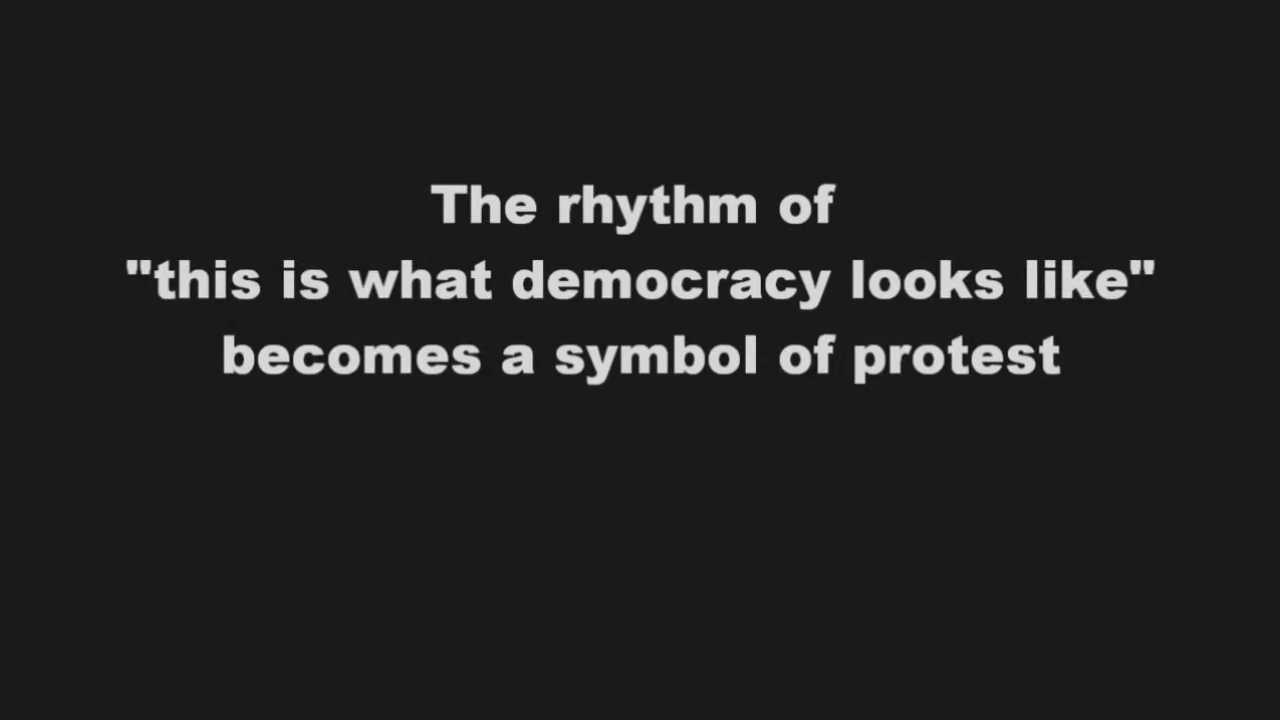 The rhythm of
"this is what democracy looks like"
becomes a symbol of protest